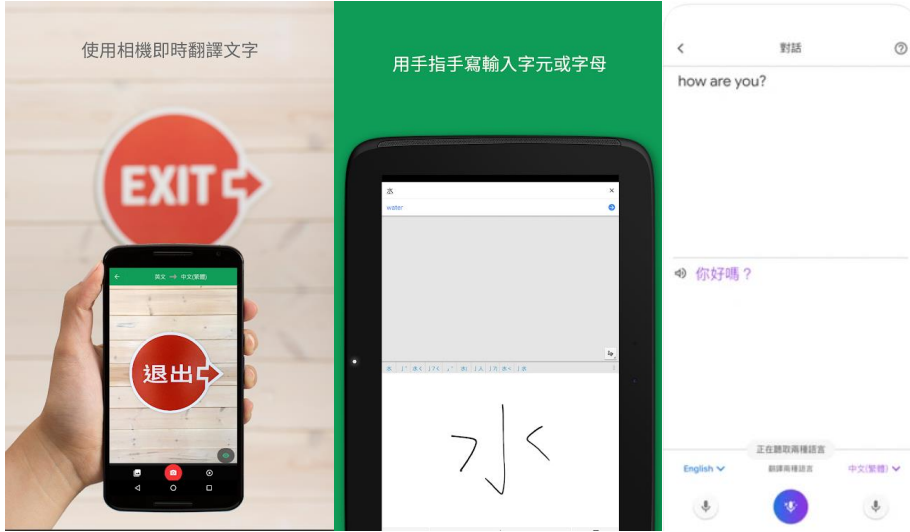 使用相機即時翻譯文字
EXIT
英文 → 中文(繁體)
退出
用手指手寫輸入字元或字母
水
water
水
對話
how are you?
你好嗎？
正在聽取兩種語言
English
翻譯兩種語言
中文(繁體)